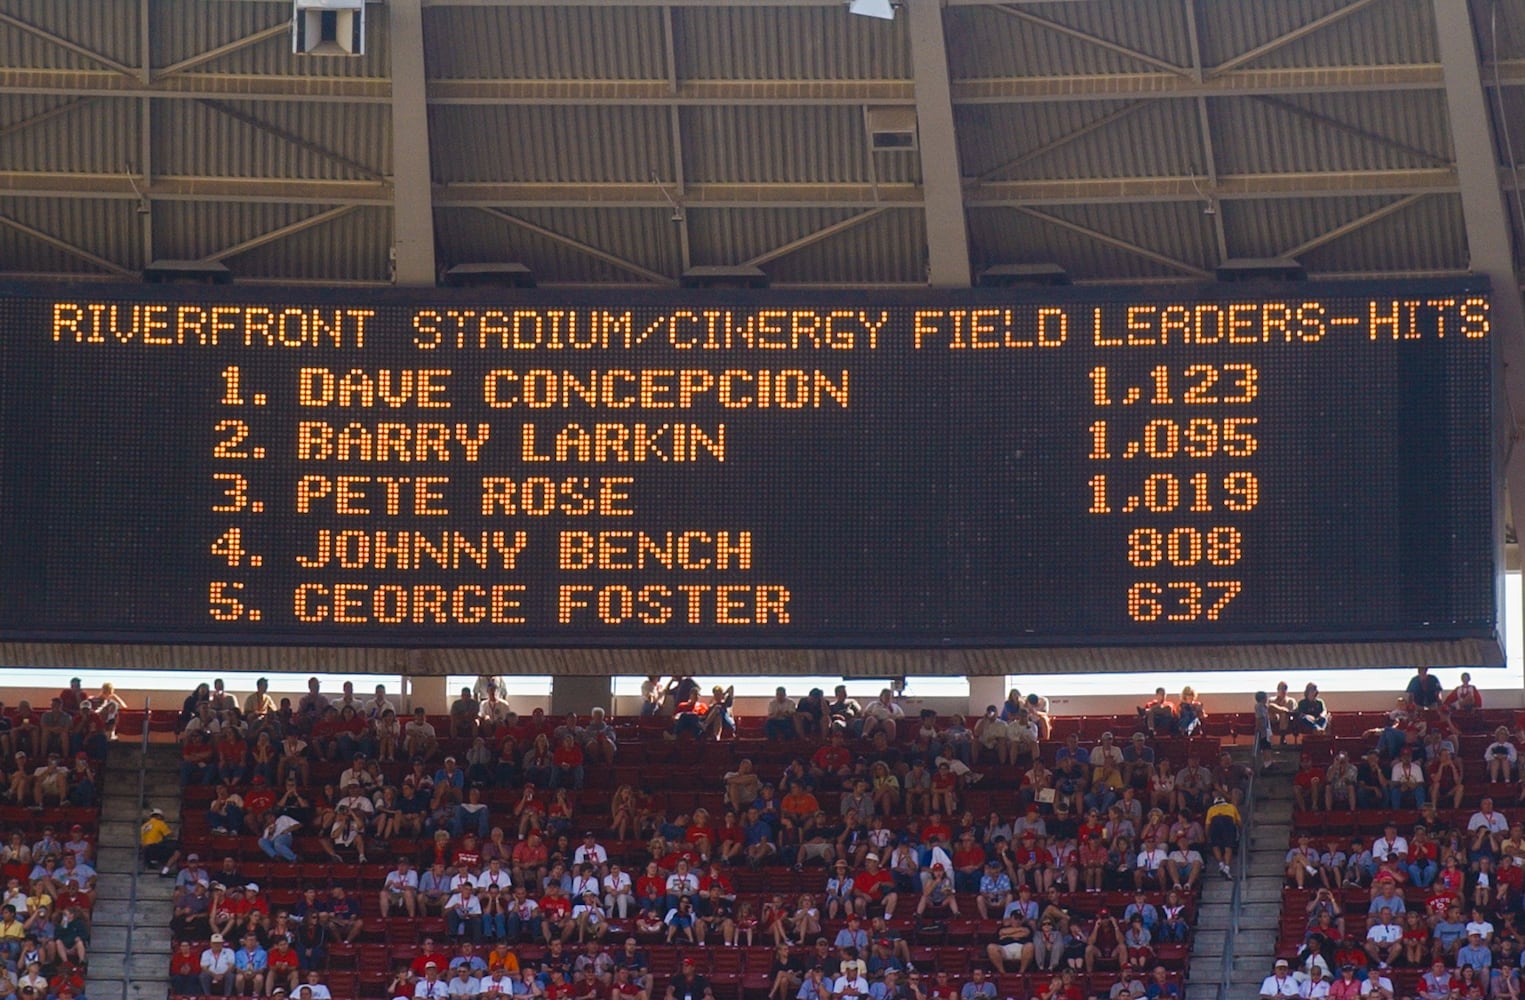 RIVERFRONT STADIUM/CINERGY FIELD LEADERS-HITS
1. DAVE CONCEPCION 1,123
2. BARRY LARKIN 1,095
3. PETE ROSE 1,019
4. JOHNNY BENCH 808
5. GEORGE FOSTER 637